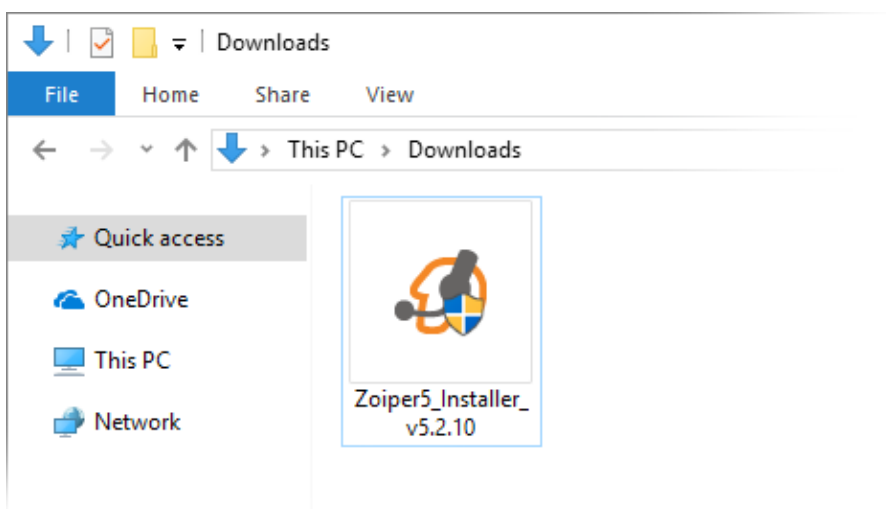 Downloads
File Home Share View
This PC Downloads
Quick access
OneDrive
This PC
Network
Zoiper5_Installer_
v5.2.10